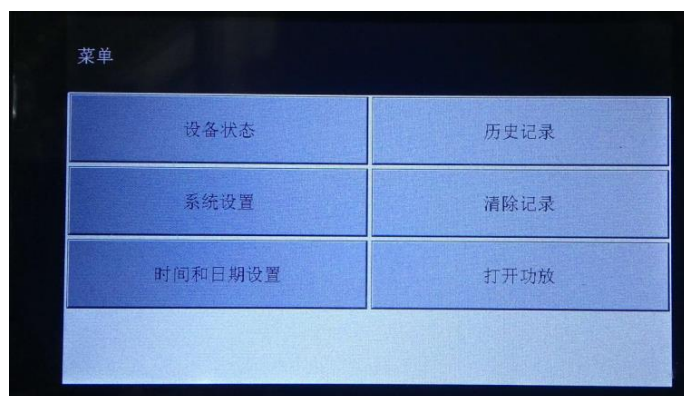 菜单
设备状态
历史记录
系统设置
清除记录
时间和日期设置
打开功放